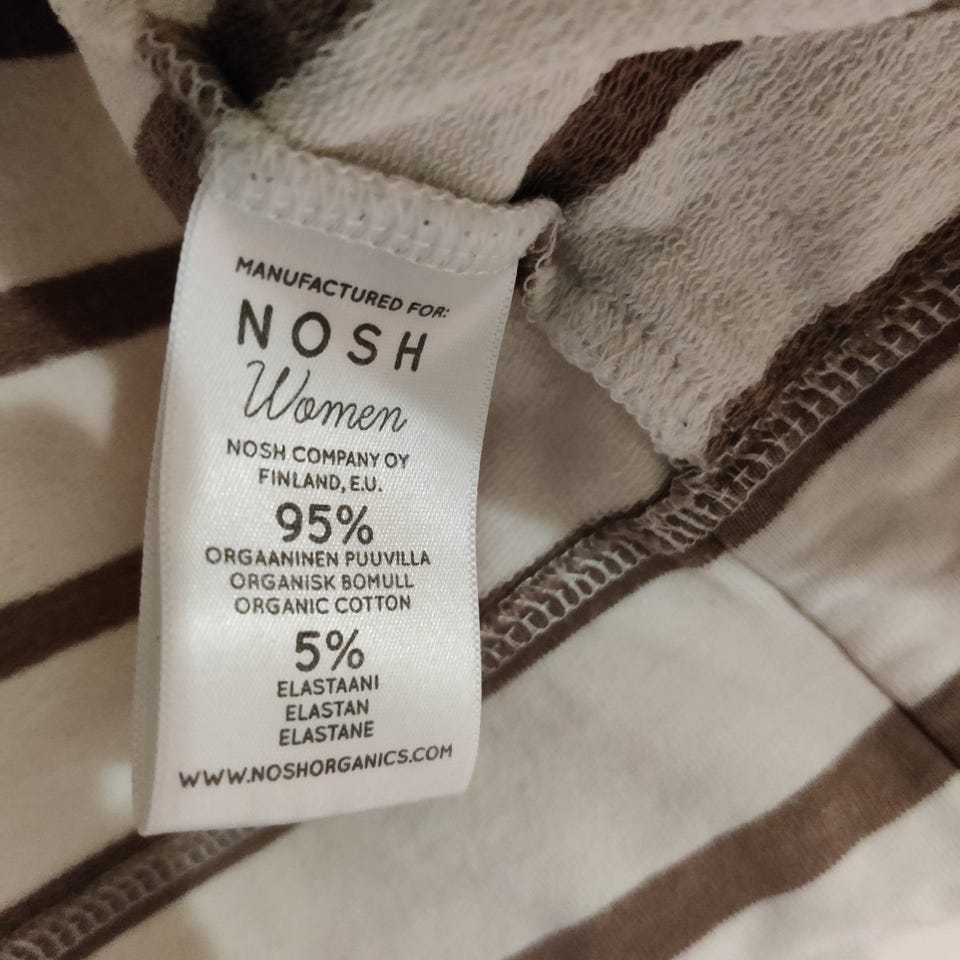 MANUFACTURED FOR:
NOSH
Women
NOSH COMPANY OY
FINLAND, E.U.
95%
ORGAANINEN PUUVILLA
ORGANISK BOMULL
ORGANIC COTTON
5%
ELASTAANI
ELASTAN
ELASTANE
WWW.NOSHORGANICS.COM